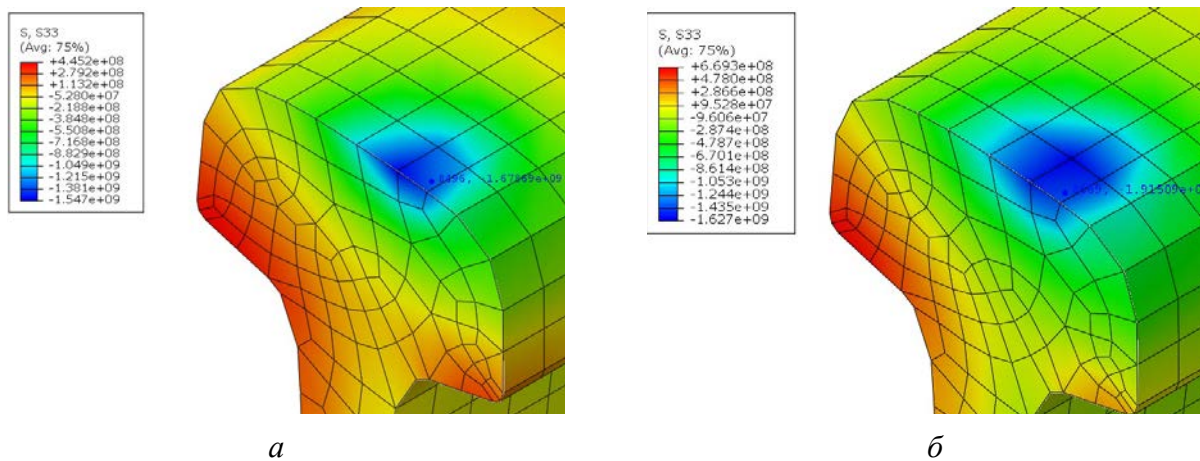 S, S33
(Avg: 75%)
+4.452e+08
+2.792e+08
+1.132e+08
-5.280e+07
-2.188e+08
-3.848e+08
-5.508e+08
-7.168e+08
-8.829e+08
-1.049e+09
-1.215e+09
-1.381e+09
-1.547e+09
-1.67869e+09
а
S, S33
(Avg: 75%)
+6.693e+08
+4.780e+08
+2.866e+08
+9.528e+07
-9.606e+07
-2.874e+08
-4.787e+08
-6.701e+08
-8.614e+08
-1.053e+09
-1.244e+09
-1.435e+09
-1.627e+09
б